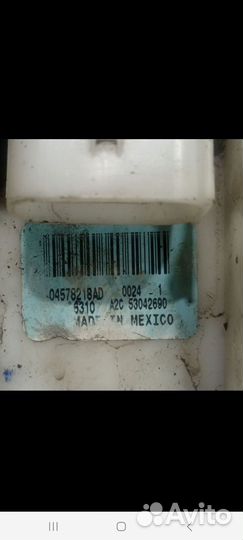 04578218AD 0024 - 1
5310 A2C 53042690
MADE IN MEXICO
Avito